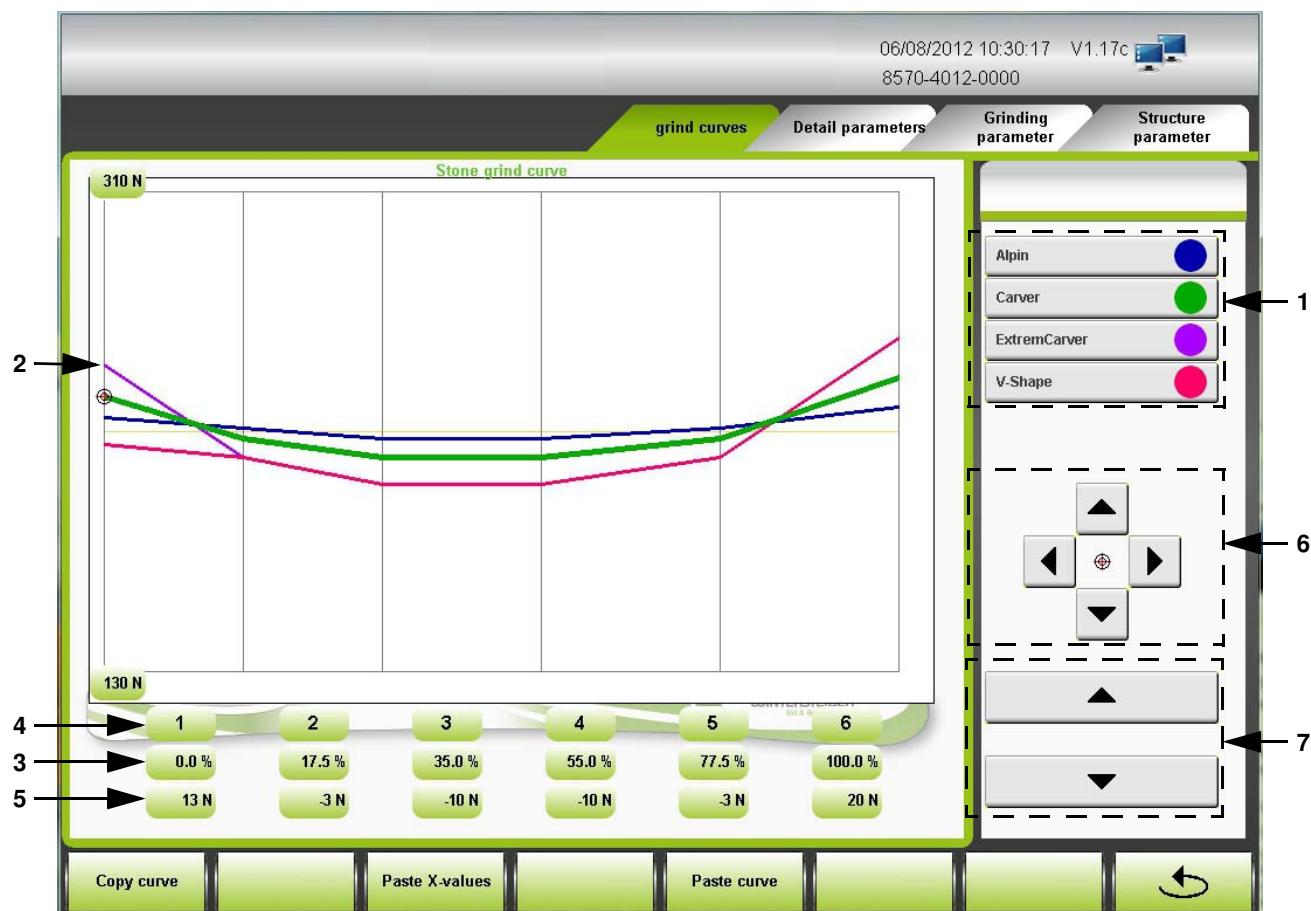 06/08/2012 10:30:17 V1.17c
8570-4012-0000
grind curves
Detail parameters
Grinding
parameter
Structure
parameter
Stone grind curve
310 N
Alpin
Carver
ExtremCarver
V-Shape
1
2
6
130 N
4
1 2 3 4 5 6
3
0.0 % 17.5 % 35.0 % 55.0 % 77.5 % 100.0 %
7
5
13 N -3 N -10 N -10 N -3 N 20 N
Copy curve
Paste X-values
Paste curve